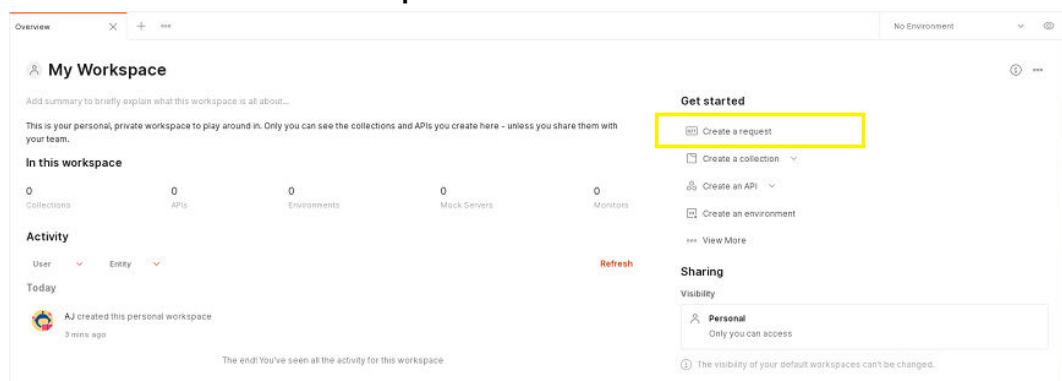 Overview
No Environment
My Workspace
Add summary to briefly explain what this workspace is all about...
This is your personal, private workspace to play around in. Only you can see the collections and APIs you create here - unless you share them with
your team.
In this workspace
0 0 0 0 0
Collections APIs Environments Mock Servers Monitors
Activity
User Entity Refresh
Today
AJ created this personal workspace
3 mins ago
The end! You've seen all the activity for this workspace
Get started
Create a request
Create a collection
Create an API
Create an environment
View More
Sharing
Visibility
Personal
Only you can access
The visibility of your default workspaces can't be changed.